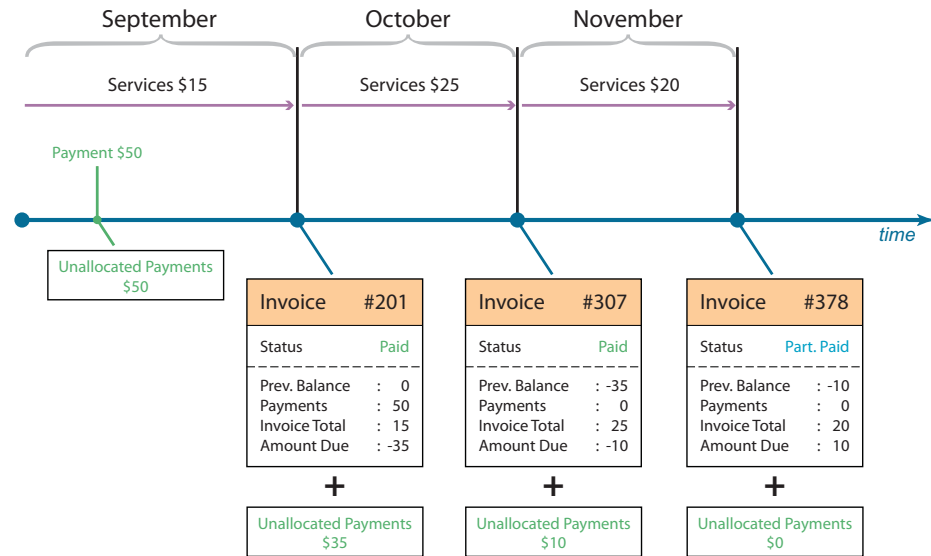 September
October
November
Services $15
Services $25
Services $20
Payment $50
time
Unallocated Payments
$50
Invoice #201
Status Paid
Prev. Balance : 0
Payments : 50
Invoice Total : 15
Amount Due : -35
+
Unallocated Payments
$35
Invoice #307
Status Paid
Prev. Balance : -35
Payments : 0
Invoice Total : 25
Amount Due : -10
+
Unallocated Payments
$10
Invoice #378
Status Part. Paid
Prev. Balance : -10
Payments : 0
Invoice Total : 20
Amount Due : 10
+
Unallocated Payments
$0